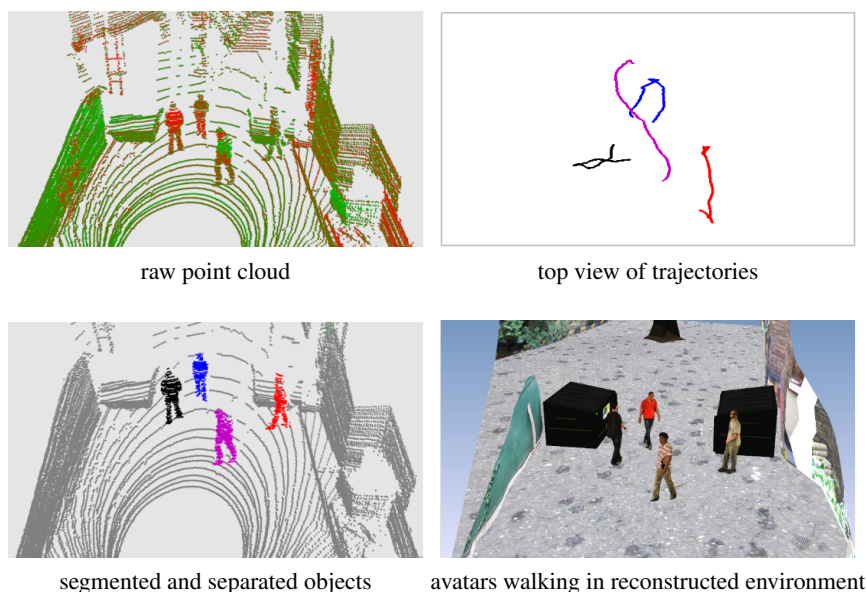 raw point cloud
top view of trajectories
segmented and separated objects
avatars walking in reconstructed environment